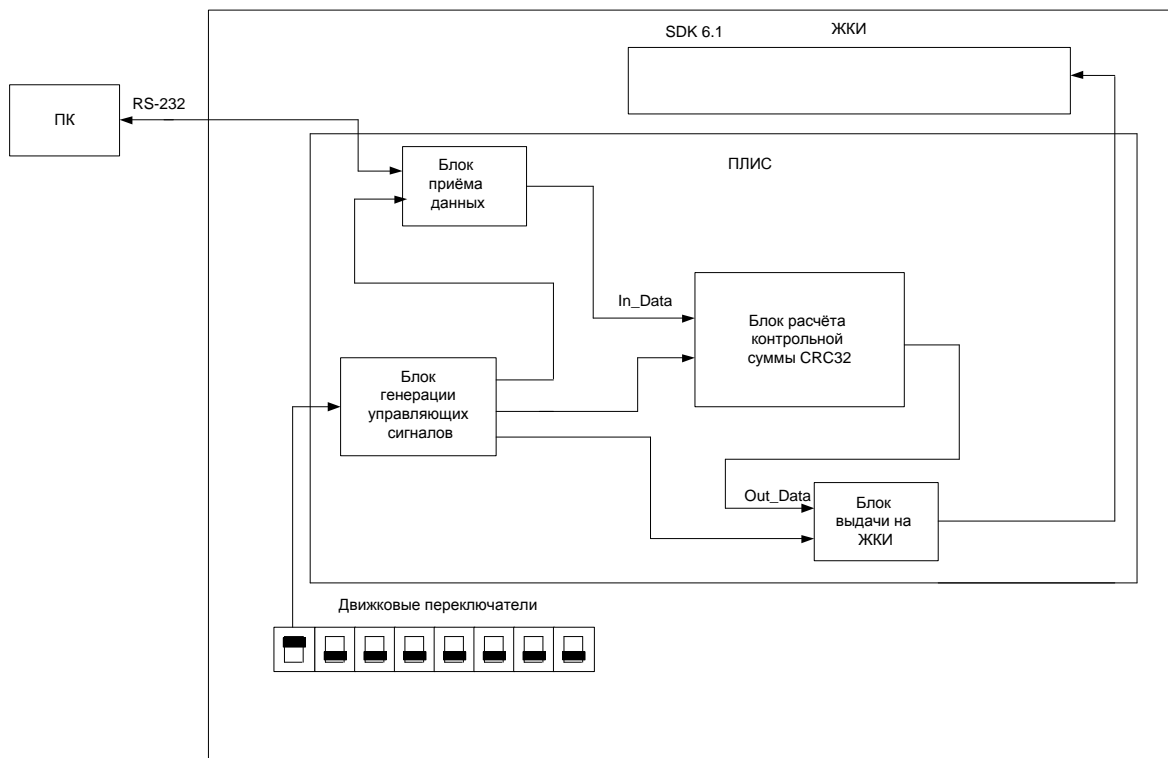 SDK 6.1
ЖКИ
ПК
RS-232
ПЛИС
Блок
приёма
данных
In_Data
Блок расчёта
контрольной
суммы CRC32
Блок
генерации
управляющих
сигналов
Out_Data
Блок
выдачи на
ЖКИ
Движковые переключатели